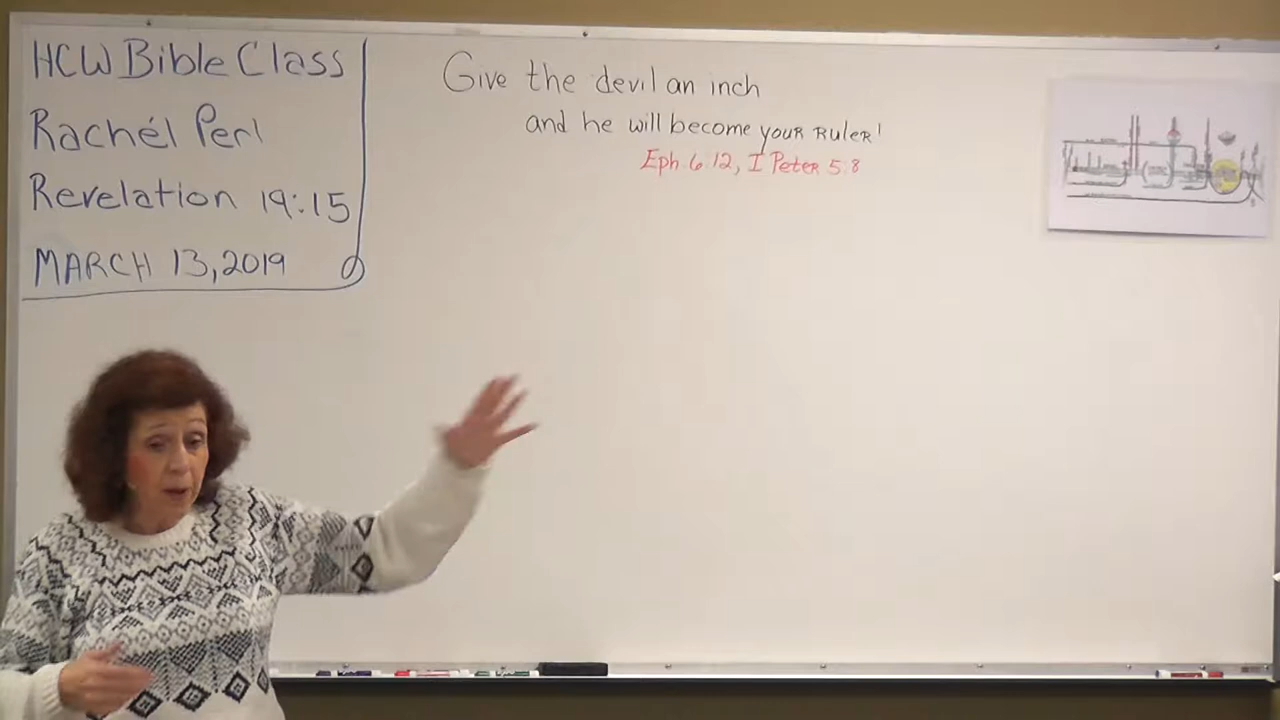 HCW Bible Class
Rachél Perl
Revelation 19:15
MARCH 13, 2019
Give the devil an inch
and he will become your ruler!
Eph 6:12, I Peter 5:8